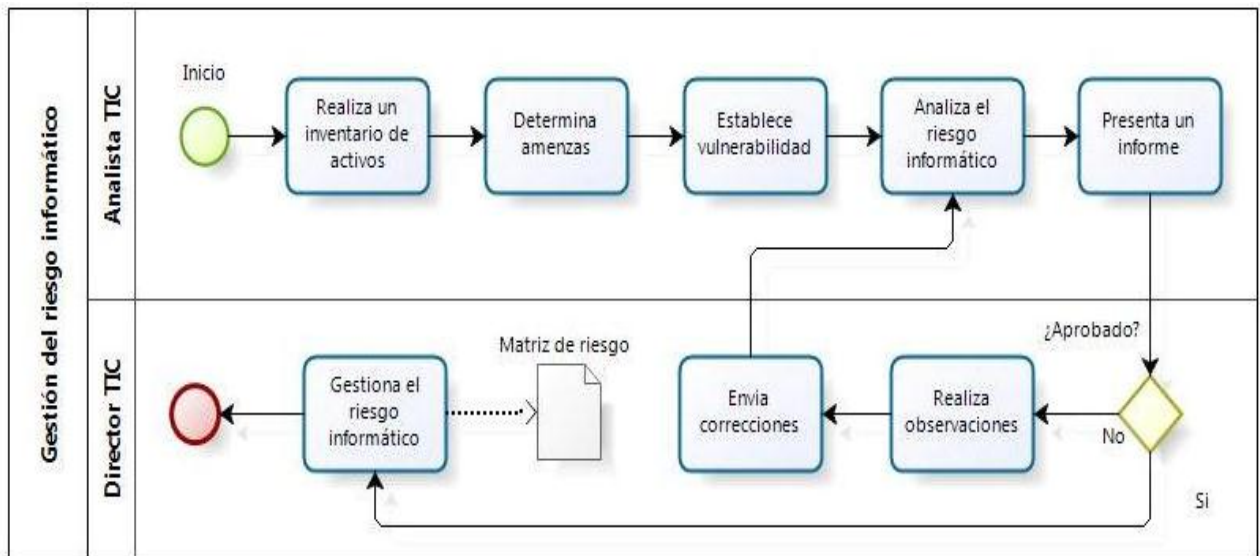 Gestión del riesgo informático
Analista TIC
Inicio
Realiza un
inventario de
activos
Determina
amenzas
Establece
vulnerabilidad
Analiza el
riesgo
informático
Presenta un
informe
Director TIC
¿Aprobado?
No
Si
Realiza
observaciones
Envia
correcciones
Matriz de riesgo
Gestiona el
riesgo
informático